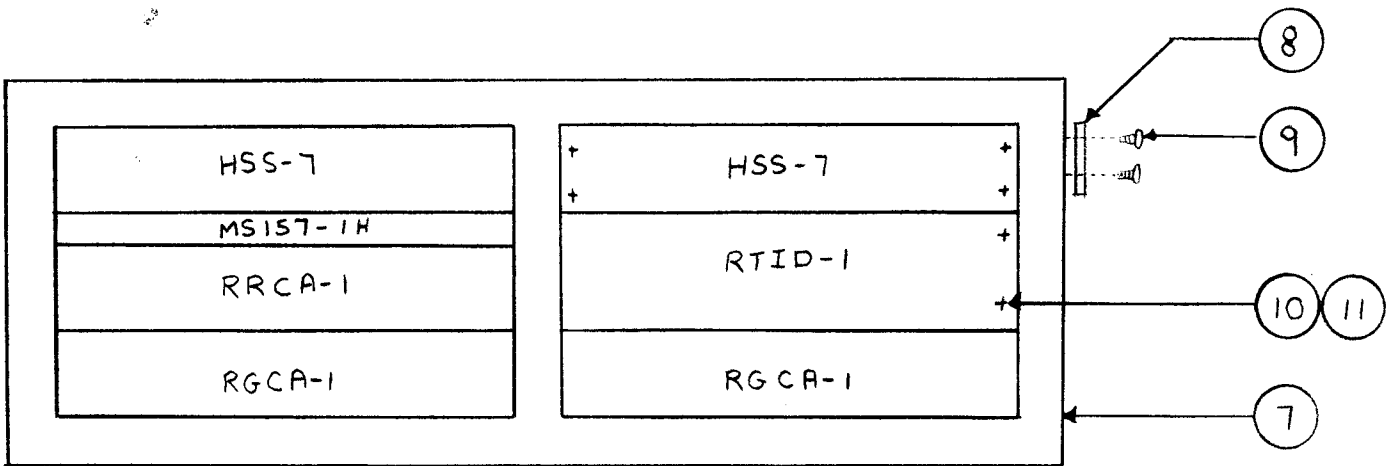 8
9
HSS-7
MS157-1H
RRCA-1
RGCA-1
HSS-7
RTID-1
RGCA-1
10 11
7